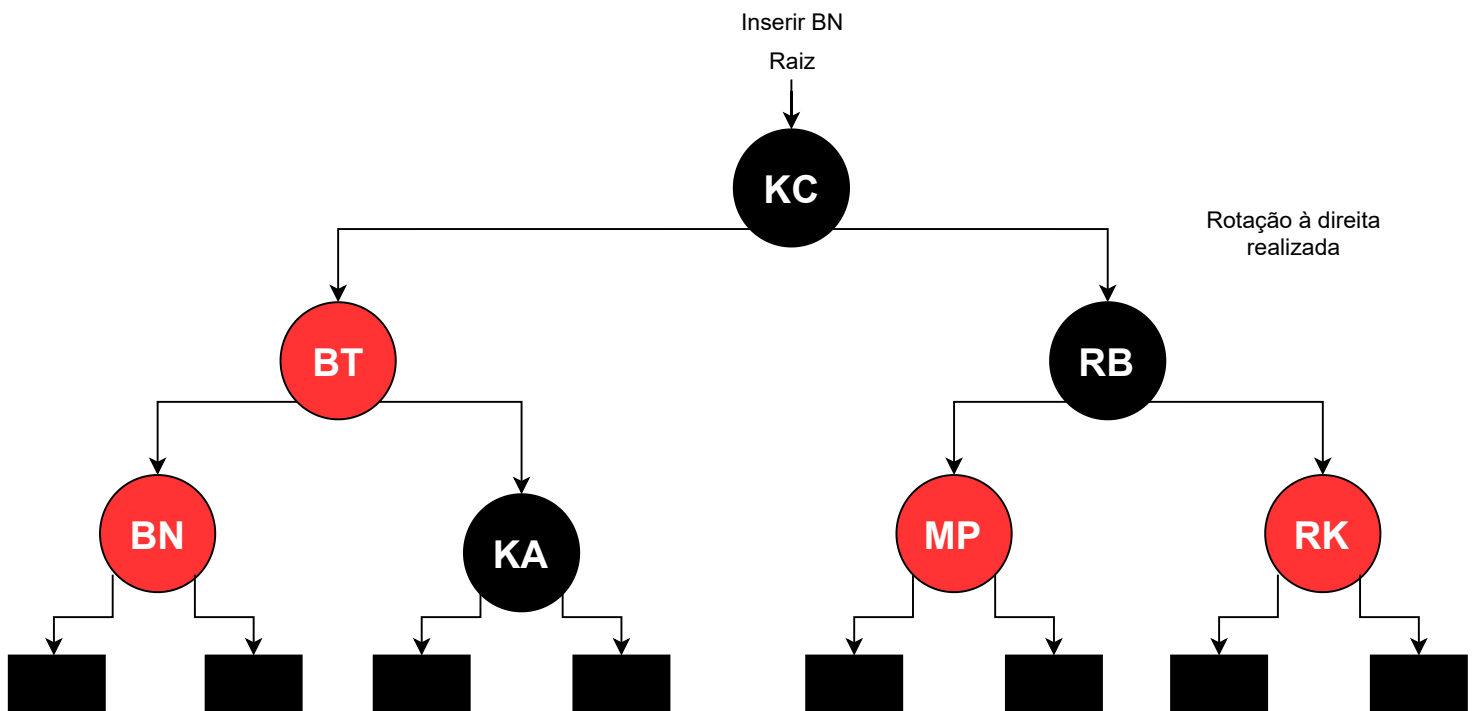 Inserir BN
Raiz
KC
Rotação à direita
realizada
BT
RB
BN
KA
MP
RK